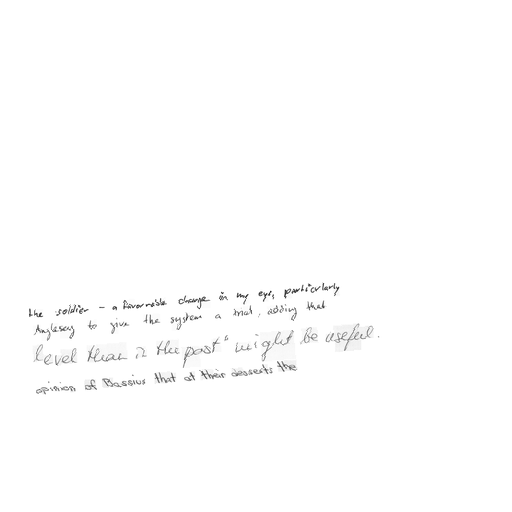 the soldier - a favorable change in my eye, particularly
Anglesey to give the system a trial, adding that
level than in the past" might be useful.
opinion of Bassius that at their desserts the